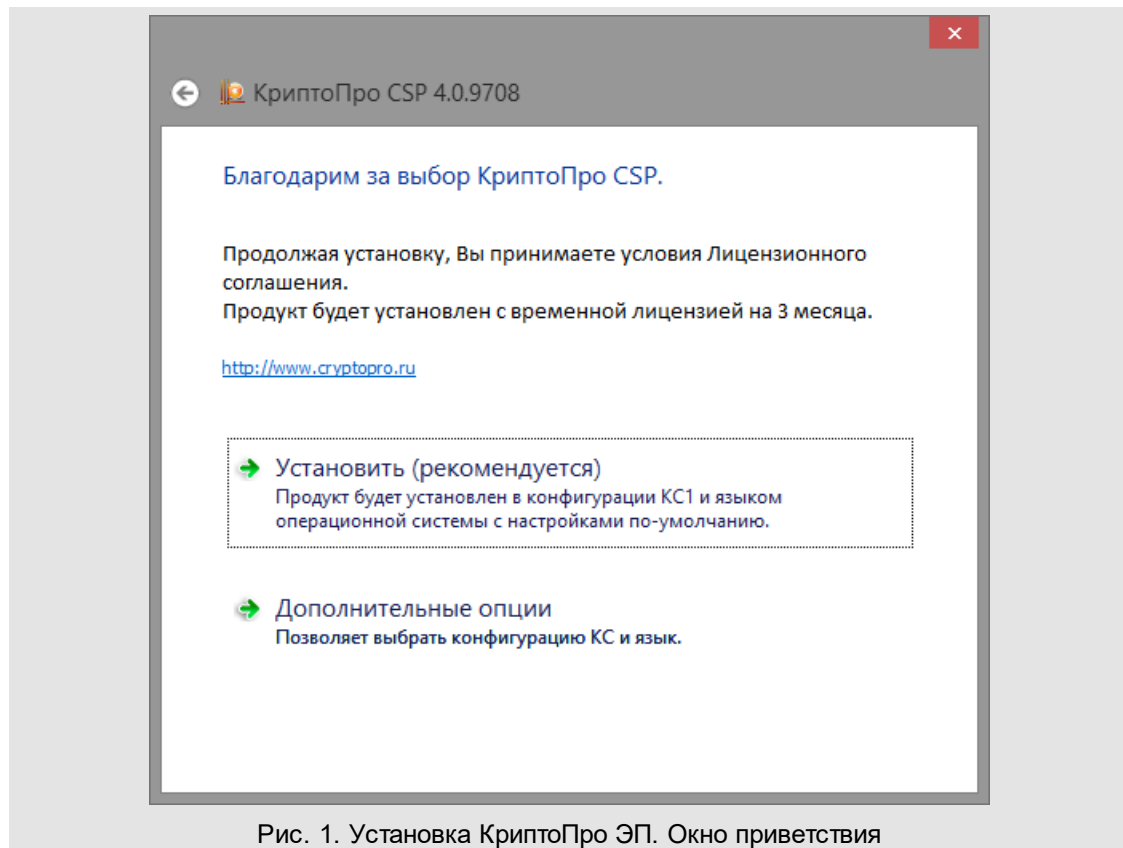 КриптоПро CSP 4.0.9708
Благодарим за выбор КриптоПро CSP.
Продолжая установку, Вы принимаете условия Лицензионного
соглашения.
Продукт будет установлен с временной лицензией на 3 месяца.
http://www.cryptopro.ru
Установить (рекомендуется)
Продукт будет установлен в конфигурации КС1 и языком
операционной системы с настройками по-умолчанию.
Дополнительные опции
Позволяет выбрать конфигурацию КС и язык.
Рис. 1. Установка КриптоПро ЭП. Окно приветствия